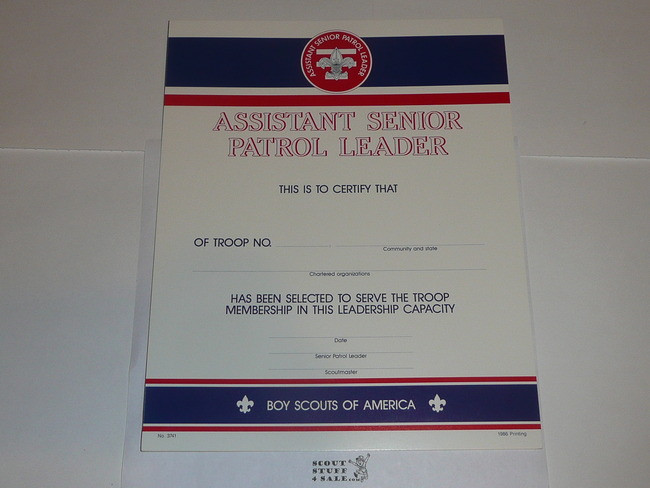 ASSISTANT SENIOR PATROL LEADER
ASSISTANT SENIOR
PATROL LEADER
THIS IS TO CERTIFY THAT
OF TROOP NO.
Community and state
Chartered organizations
HAS BEEN SELECTED TO SERVE THE TROOP
MEMBERSHIP IN THIS LEADERSHIP CAPACITY
Date
Senior Patrol Leader
Scoutmaster
BOY SCOUTS OF AMERICA
1986 Printing
SCOUT
STUFF
4 SALE.com